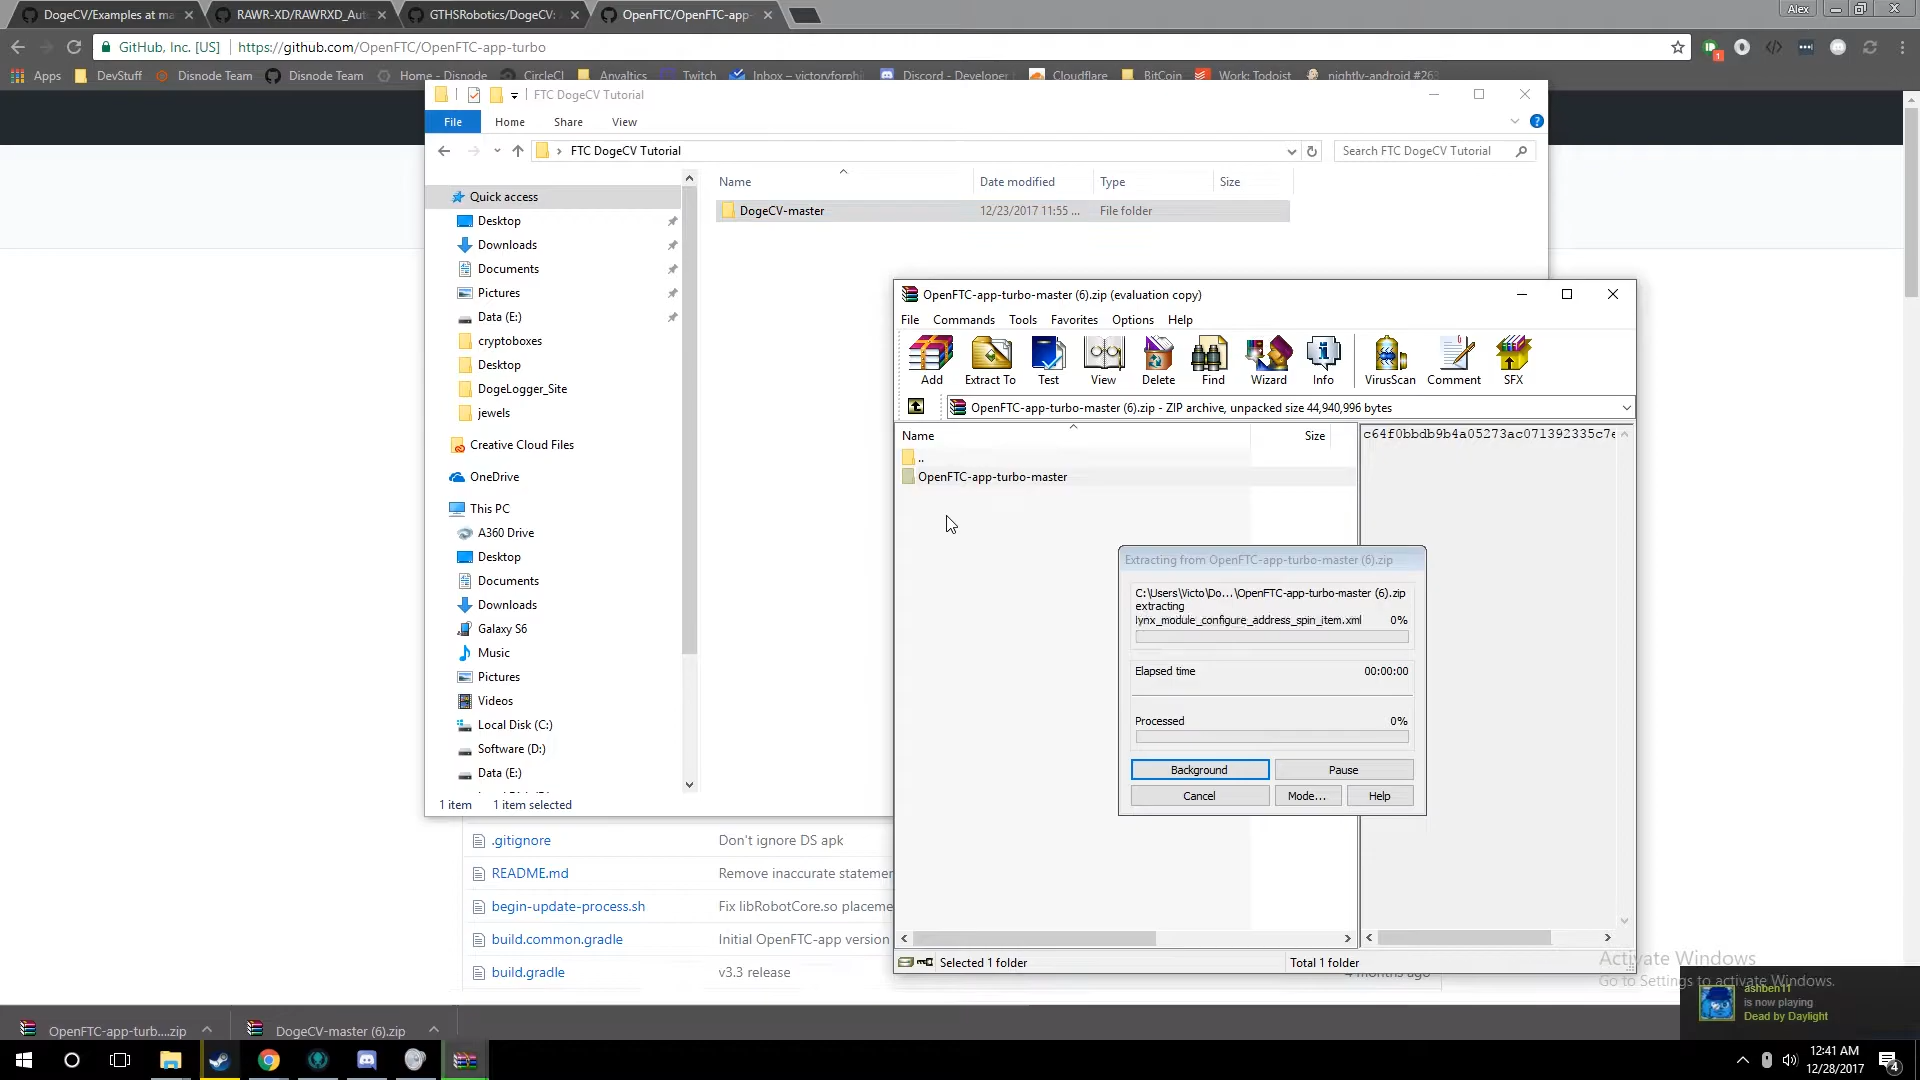 DogeCV/Examples at ma
RAWR-XD/RAWRXD_Aut
GTHSRobotics/DogeCV:
OpenFTC/OpenFTC-app-
Alex
GitHub, Inc. [US]
https://github.com/OpenFTC/OpenFTC-app-turbo
1
Apps
DevStuff
Disnode Team
Disnode Team
Home - Disnode
CircleCI
Anvaltics
Twitch
Inbox – victoryforphi
Discord - Developer
Cloudflare
BitCoin
Work: Todoist
nightly-android #263
FTC DogeCV Tutorial
File
Home
Share
View
FTC DogeCV Tutorial
Search FTC DogeCV Tutorial
Name
Date modified
Type
Size
DogeCV-master
12/23/2017 11:55 ...
File folder
Quick access
Desktop
Downloads
Documents
Pictures
Data (E:)
cryptoboxes
Desktop
DogeLogger_Site
jewels
Creative Cloud Files
OneDrive
This PC
A360 Drive
Desktop
Documents
Downloads
Galaxy S6
Music
Pictures
Videos
Local Disk (C:)
Software (D:)
Data (E:)
1 item
1 item selected
OpenFTC-app-turbo-master (6).zip (evaluation copy)
File
Commands
Tools
Favorites
Options
Help
Add
Extract To
Test
View
Delete
Find
Wizard
Info
VirusScan
Comment
SFX
OpenFTC-app-turbo-master (6).zip - ZIP archive, unpacked size 44,940,996 bytes
Name
Size
c64f0bbdb9b4a05273ac071392335c7e
..
OpenFTC-app-turbo-master
Extracting from OpenFTC-app-turbo-master (6).zip
C:\Users\Victo\Do...\OpenFTC-app-turbo-master (6).zip
extracting
lynx_module_configure_address_spin_item.xml
0%
Elapsed time
00:00:00
Processed
0%
Background
Pause
Cancel
Mode...
Help
Selected 1 folder
Total 1 folder
.gitignore
Don't ignore DS apk
README.md
Remove inaccurate statemen
begin-update-process.sh
Fix libRobotCore.so placeme
build.common.gradle
Initial OpenFTC-app version
build.gradle
v3.3 release
4 months ago
Activate Windows
Go to Settings to activate Windows.
ashben11
is now playing
Dead by Daylight
OpenFTC-app-turb....zip
DogeCV-master (6).zip
12:41 AM
12/28/2017
4